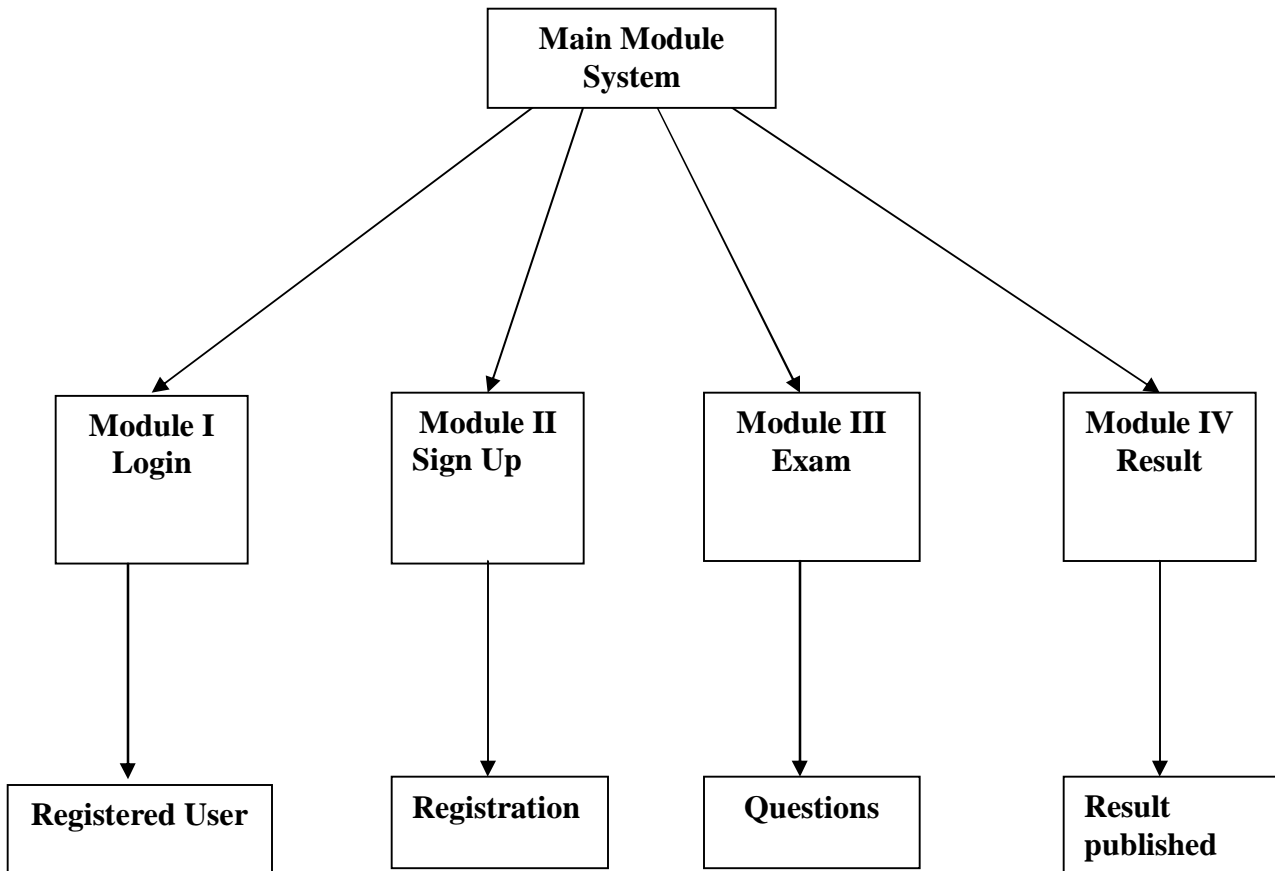 Main Module
System
Module I
Login
Module II
Sign Up
Module III
Exam
Module IV
Result
Registered User
Registration
Questions
Result
published